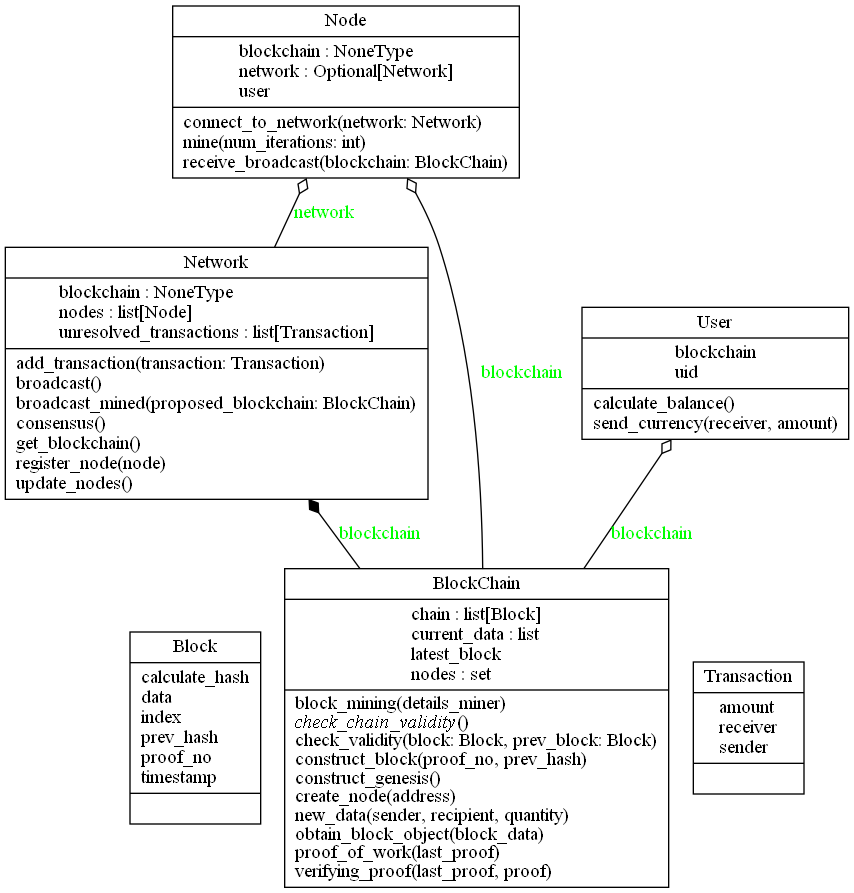 Node
blockchain : NoneType
network : Optional[Network]
user
connect_to_network(network: Network)
mine(num_iterations: int)
receive_broadcast(blockchain: BlockChain)
network
Network
blockchain : NoneType
nodes : list[Node]
unresolved_transactions : list[Transaction]
add_transaction(transaction: Transaction)
broadcast()
broadcast_mined(proposed_blockchain: BlockChain)
consensus()
get_blockchain()
register_node(node)
update_nodes()
blockchain
User
blockchain
uid
calculate_balance()
send_currency(receiver, amount)
blockchain
blockchain
Block
calculate_hash
data
index
prev_hash
proof_no
timestamp
BlockChain
chain : list[Block]
current_data : list
latest_block
nodes : set
block_mining(details_miner)
check_chain_validity()
check_validity(block: Block, prev_block: Block)
construct_block(proof_no, prev_hash)
construct_genesis()
create_node(address)
new_data(sender, recipient, quantity)
obtain_block_object(block_data)
proof_of_work(last_proof)
verifying_proof(last_proof, proof)
Transaction
amount
receiver
sender